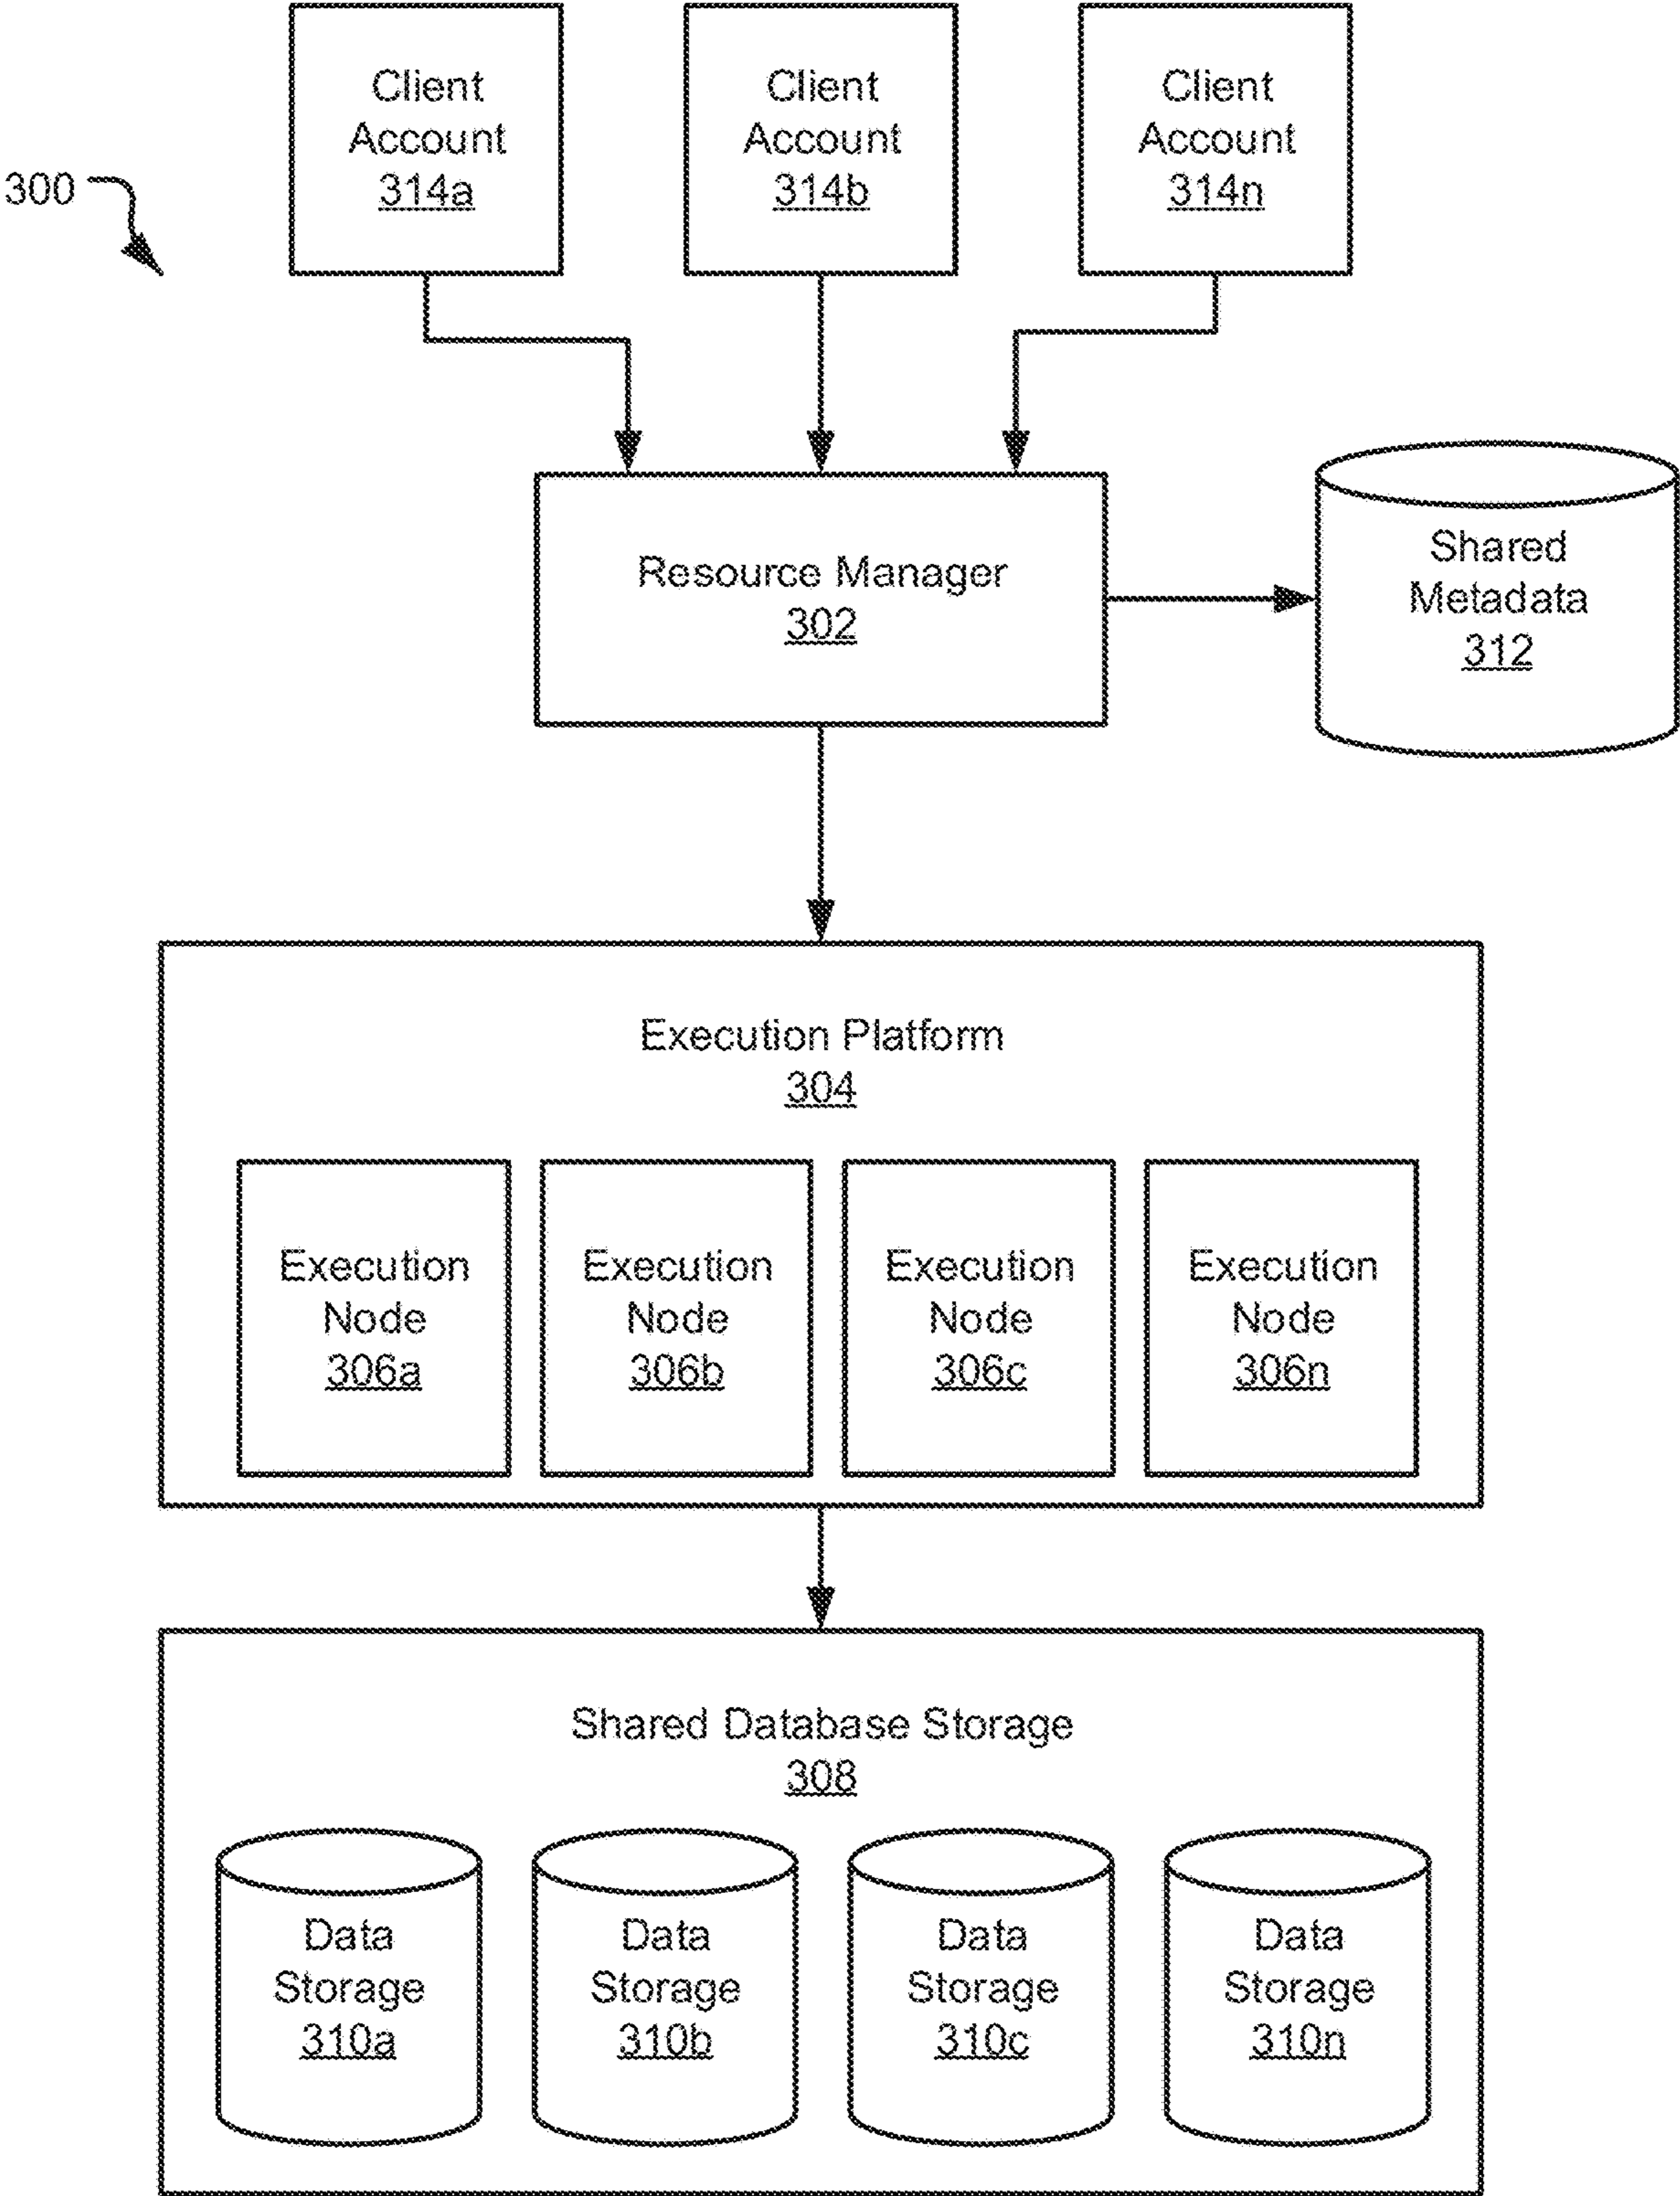 Client
Account
314a
Client
Account
314b
Client
Account
314n
300
Resource Manager
302
Shared
Metadata
312
Execution Platform
304
Execution
Node
306a
Execution
Node
306b
Execution
Node
306c
Execution
Node
306n
Shared Database Storage
308
Data
Storage
310a
Data
Storage
310b
Data
Storage
310c
Data
Storage
310n